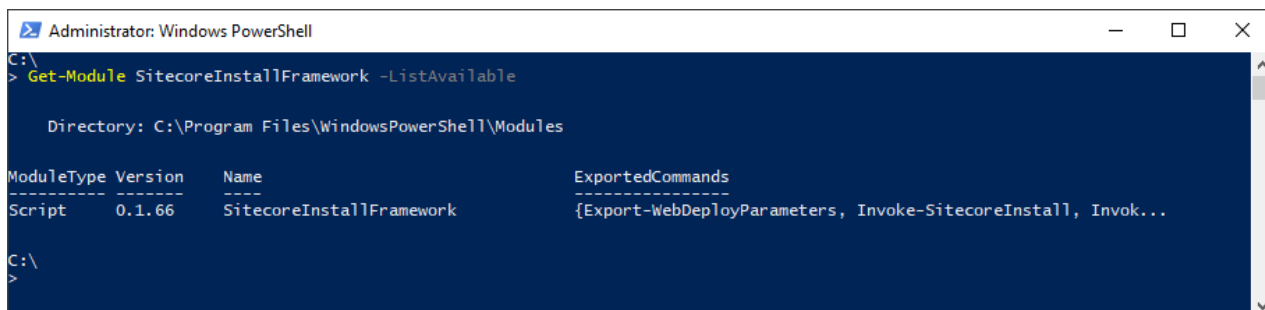 Administrator: Windows PowerShell
C:\
> Get-Module SitecoreInstallFramework -ListAvailable
Directory: C:\Program Files\WindowsPowerShell\Modules
ModuleType Version Name ExportedCommands
---------- ------- ---- ----------------
Script 0.1.66 SitecoreInstallFramework {Export-WebDeployParameters, Invoke-SitecoreInstall, Invok...
C:\
>